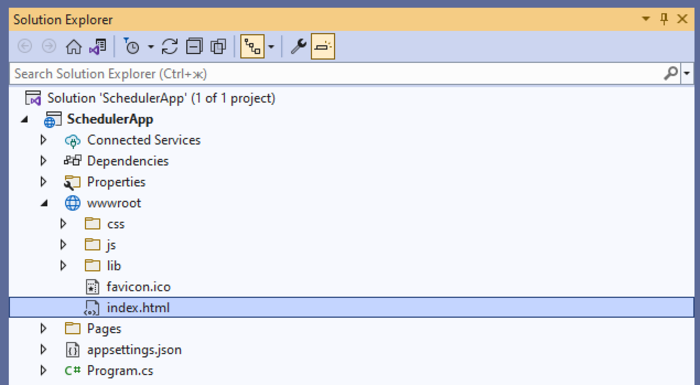 Solution Explorer
Search Solution Explorer (Ctrl+ж)
Solution 'SchedulerApp' (1 of 1 project)
SchedulerApp
Connected Services
Dependencies
Properties
wwwroot
css
js
lib
favicon.ico
index.html
Pages
appsettings.json
C# Program.cs